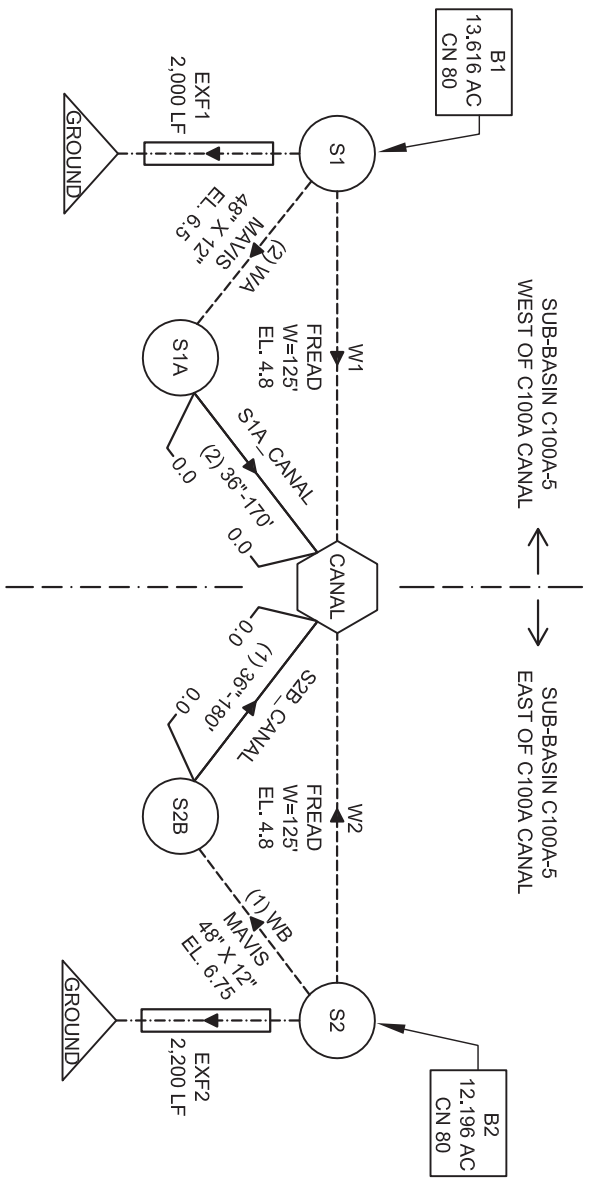 SUB-BASIN C100A-5
WEST OF C100A CANAL
SUB-BASIN C100A-5
EAST OF C100A CANAL
B1
13.616 AC
CN 80
B2
12.196 AC
CN 80
S1
W1
FREAD
W=125'
EL. 4.8
CANAL
W2
FREAD
W=125'
EL. 4.8
S2
(2) WA
MAVIS
48" X 12"
EL. 6.5
S1A_CANAL
(2) 36"-170'
0.0
0.0
S2B_CANAL
(1) 36"-180'
0.0
0.0
(1) WB
MAVIS
48" X 12"
EL. 6.75
S1A
S2B
EXF1
2,000 LF
EXF2
2,200 LF
GROUND
GROUND